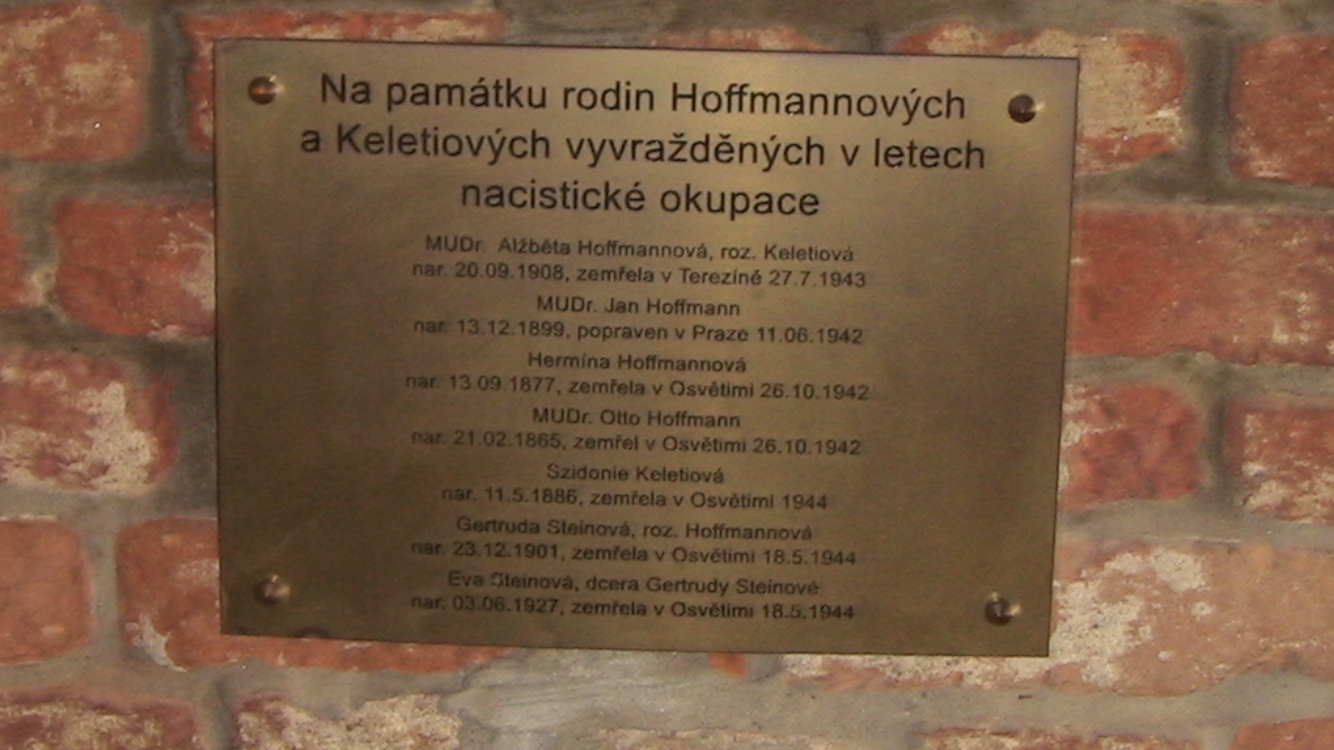 Na památku rodin Hoffmannových
a Keletiových vyvražděných v letech
nacistické okupace
MUDr. Alžběta Hoffmannová, roz. Keletiová
nar. 20.09.1908, zemřela v Terezíně 27.7.1943
MUDr. Jan Hoffmann
nar. 13.12.1899, popraven v Praze 11.06.1942
Hermína Hoffmannová
nar. 13.09.1877, zemřela v Osvětimi 26.10.1942
MUDr. Otto Hoffmann
nar. 21.02.1865, zemřel v Osvětimi 26.10.1942
Szidonie Keletiová
nar. 11.5.1886, zemřela v Osvětimi 1944
Gertruda Steinová, roz. Hoffmannová
nar. 23.12.1901, zemřela v Osvětimi 18.5.1944
Eva Steinová, dcera Gertrudy Steinové
nar. 03.06.1927, zemřela v Osvětimi 18.5.1944